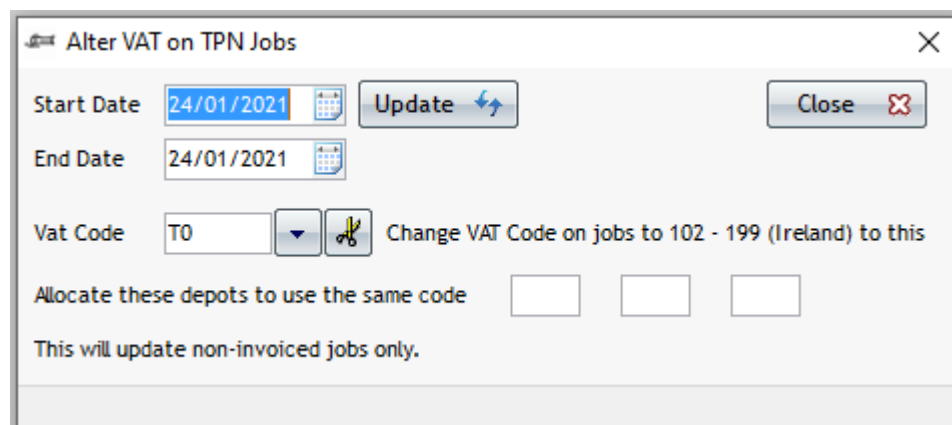 Alter VAT on TPN Jobs
Start Date 24/01/2021 Update Close
End Date 24/01/2021
Vat Code T0 Change VAT Code on jobs to 102 - 199 (Ireland) to this
Allocate these depots to use the same code
This will update non-invoiced jobs only.